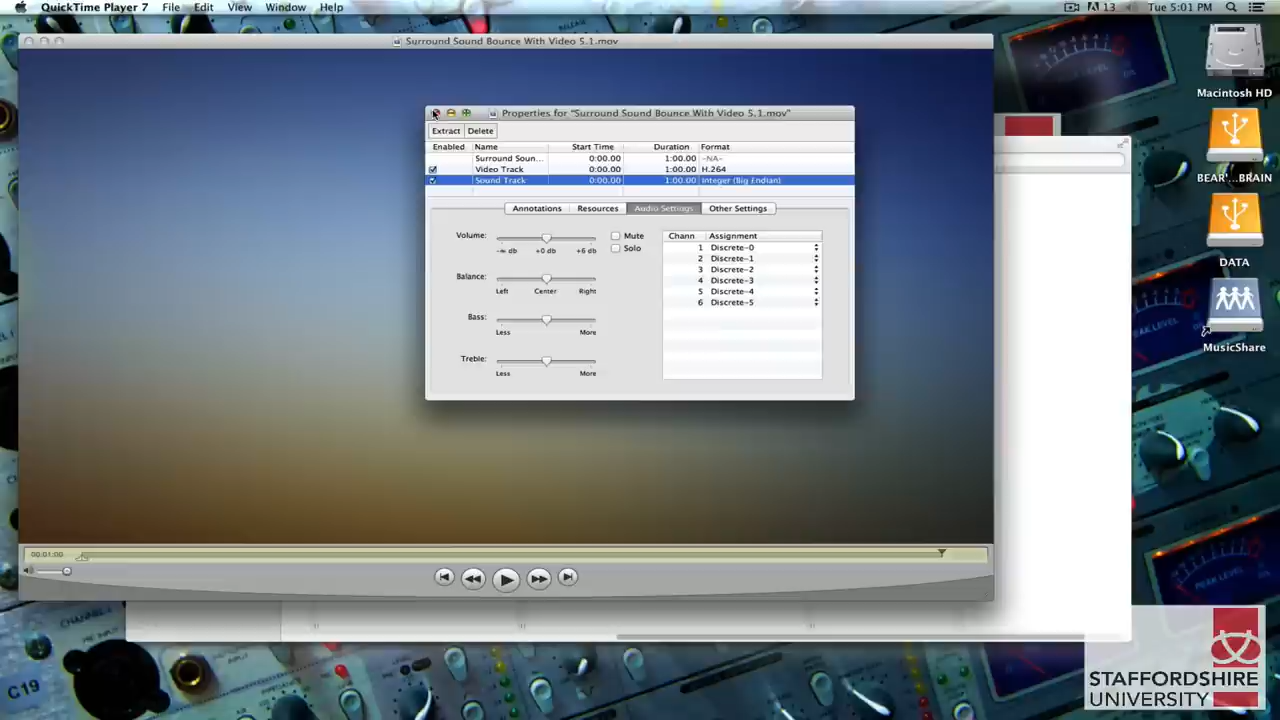 QuickTime Player 7 File Edit View Window Help 13 Tue 5:01 PM
Surround Sound Bounce With Video 5.1.mov
Macintosh HD
BEAR'...BRAIN
DATA
MusicShare
Properties for "Surround Sound Bounce With Video 5.1.mov"
Extract Delete
Enabled Name Start Time Duration Format
Surround Soun... 0:00.00 1:00.00 -NA-
Video Track 0:00.00 1:00.00 H.264
Sound Track 0:00.00 1:00.00 Integer (Big Endian)
Annotations Resources Audio Settings Other Settings
Volume:
-∞ db +0 db +6 db
Balance:
Left Center Right
Bass:
Less More
Treble:
Less More
Mute
Solo
Chann Assignment
1 Discrete-0
2 Discrete-1
3 Discrete-2
4 Discrete-3
5 Discrete-4
6 Discrete-5
00:01:00
PEAK LEVEL
PEAK LEVEL
C19
STAFFORDSHIRE
UNIVERSITY